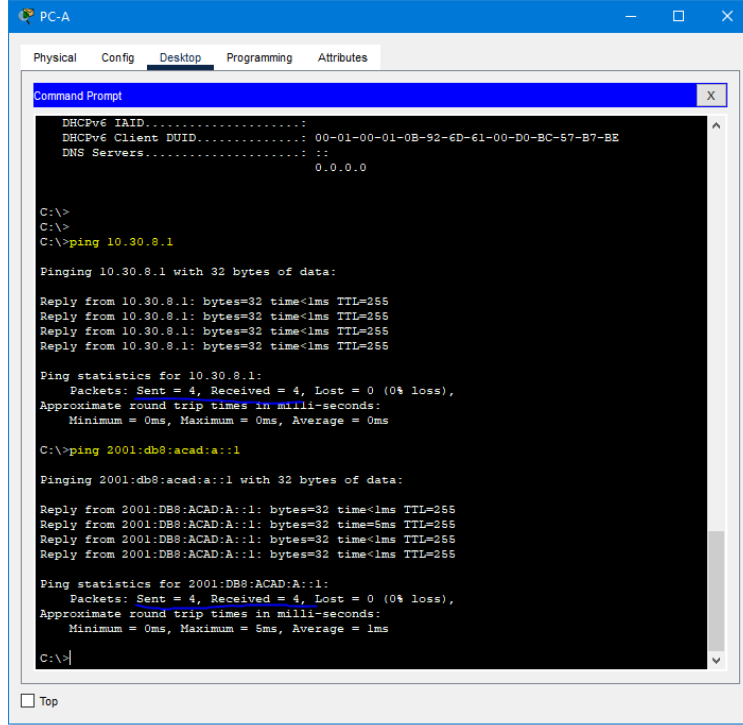 PC-A
Physical Config Desktop Programming Attributes
Command Prompt X
DHCPv6 IAID.....................:
DHCPv6 Client DUID..............: 00-01-00-01-0B-92-6D-61-00-D0-BC-57-B7-BE
DNS Servers.....................: ::
0.0.0.0
C:\>
C:\>
C:\>ping 10.30.8.1
Pinging 10.30.8.1 with 32 bytes of data:
Reply from 10.30.8.1: bytes=32 time<1ms TTL=255
Reply from 10.30.8.1: bytes=32 time<1ms TTL=255
Reply from 10.30.8.1: bytes=32 time<1ms TTL=255
Reply from 10.30.8.1: bytes=32 time<1ms TTL=255
Ping statistics for 10.30.8.1:
Packets: Sent = 4, Received = 4, Lost = 0 (0% loss),
Approximate round trip times in milli-seconds:
Minimum = 0ms, Maximum = 0ms, Average = 0ms
C:\>ping 2001:db8:acad:a::1
Pinging 2001:db8:acad:a::1 with 32 bytes of data:
Reply from 2001:DB8:ACAD:A::1: bytes=32 time<1ms TTL=255
Reply from 2001:DB8:ACAD:A::1: bytes=32 time=5ms TTL=255
Reply from 2001:DB8:ACAD:A::1: bytes=32 time<1ms TTL=255
Reply from 2001:DB8:ACAD:A::1: bytes=32 time<1ms TTL=255
Ping statistics for 2001:DB8:ACAD:A::1:
Packets: Sent = 4, Received = 4, Lost = 0 (0% loss),
Approximate round trip times in milli-seconds:
Minimum = 0ms, Maximum = 5ms, Average = 1ms
C:\>
Top